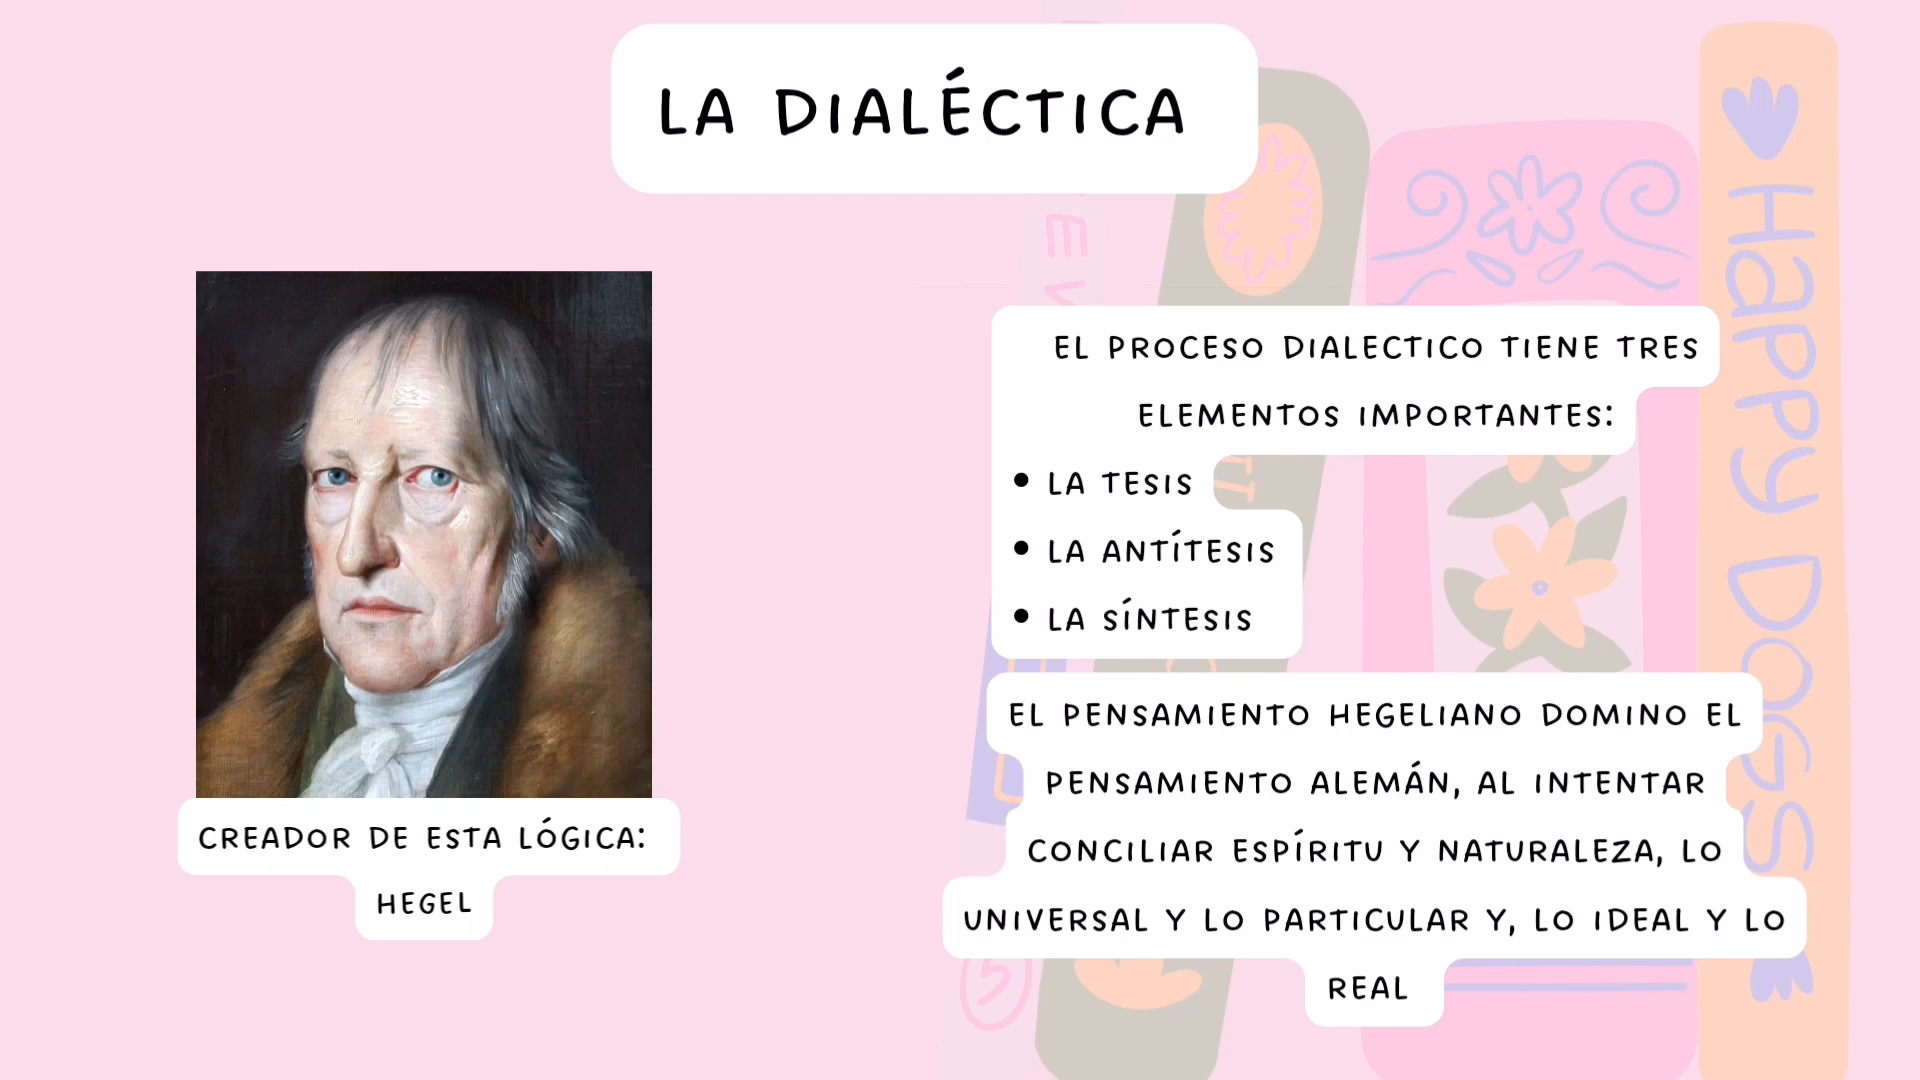 LA DIALÉCTICA
EL PROCESO DIALECTICO TIENE TRES
ELEMENTOS IMPORTANTES:
• LA TESIS
• LA ANTÍTESIS
• LA SÍNTESIS
EL PENSAMIENTO HEGELIANO DOMINO EL
PENSAMIENTO ALEMÁN, AL INTENTAR
CONCILIAR ESPÍRITU Y NATURALEZA, LO
UNIVERSAL Y LO PARTICULAR Y, LO IDEAL Y LO
REAL
CREADOR DE ESTA LÓGICA:
HEGEL
Happy Dogs
5